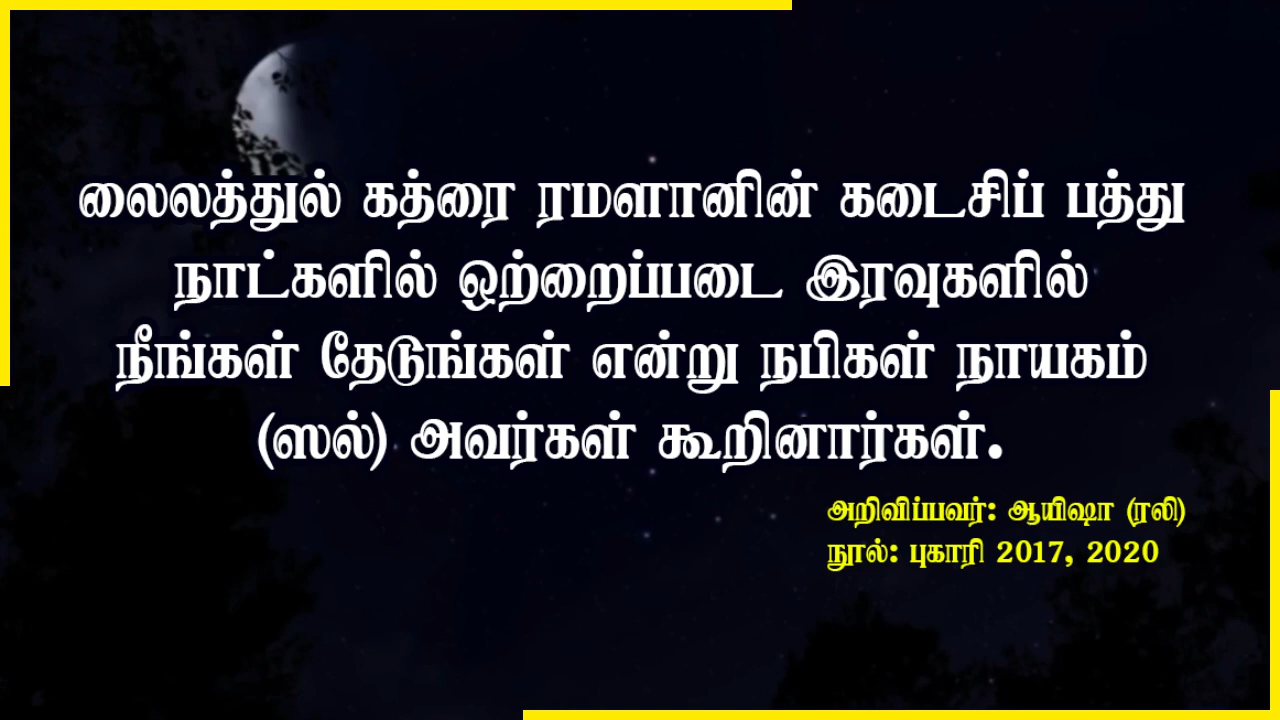 லைலத்துல் கத்ரை ரமளானின் கடைசிப் பத்து
நாட்களில் ஒற்றைப்படை இரவுகளில்
நீங்கள் தேடுங்கள் என்று நபிகள் நாயகம்
(ஸல்) அவர்கள் கூறினார்கள்.
அறிவிப்பவர்: ஆயிஷா (ரலி)
நூல்: புகாரி 2017, 2020